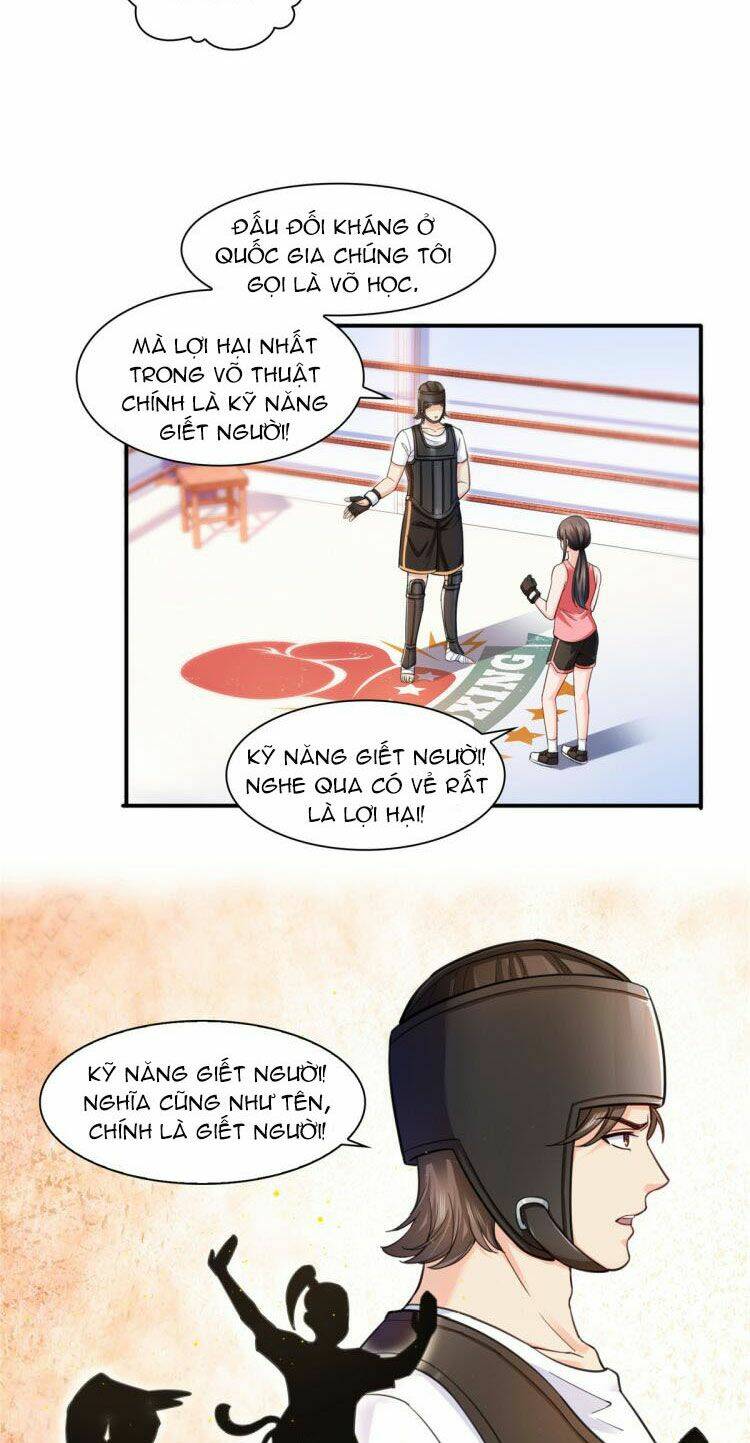 ĐẤU ĐỐI KHÁNG Ở
QUỐC GIA CHÚNG TÔI
GỌI LÀ VÕ HỌC.
MÀ LỢI HẠI NHẤT
TRONG VÕ THUẬT
CHÍNH LÀ KỸ NĂNG
GIẾT NGƯỜI!
XING
KỸ NĂNG GIẾT NGƯỜI!
NGHE QUA CÓ VẺ RẤT
LÀ LỢI HẠI!
KỸ NĂNG GIẾT NGƯỜI!
NGHĨA CŨNG NHƯ TÊN,
CHÍNH LÀ GIẾT NGƯỜI!